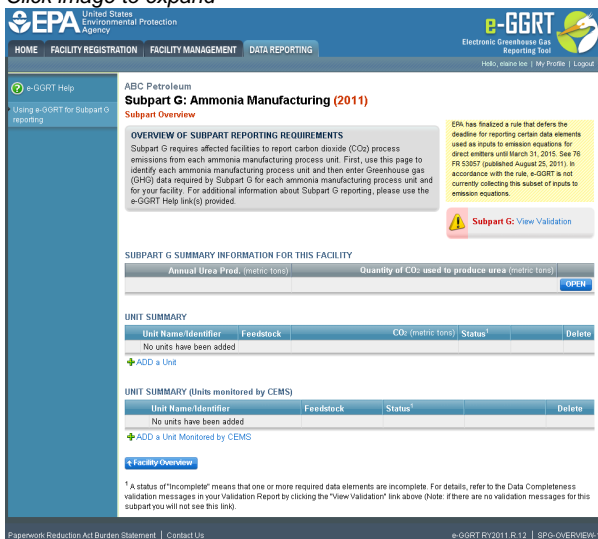 Click image to expand
EPA United States Environmental Protection Agency
e-GGRT
Electronic Greenhouse Gas
Reporting Tool
HOME FACILITY REGISTRATION FACILITY MANAGEMENT DATA REPORTING
Hello, elaine lee | My Profile | Logout
e-GGRT Help
Using e-GGRT for Subpart G
reporting
ABC Petroleum
Subpart G: Ammonia Manufacturing (2011)
Subpart Overview
OVERVIEW OF SUBPART REPORTING REQUIREMENTS
Subpart G requires affected facilities to report carbon dioxide (CO2) process
emissions from each ammonia manufacturing process unit. First, use this page to
identify each ammonia manufacturing process unit and then enter Greenhouse gas
(GHG) data required by Subpart G for each ammonia manufacturing process unit and
for your facility. For additional information about Subpart G reporting, please use the
e-GGRT Help link(s) provided.
EPA has finalized a rule that defers the
deadline for reporting certain data elements
used as inputs to emission equations for
direct emitters until March 31, 2015. See 76
FR 53057 (published August 25, 2011). In
accordance with the rule, e-GGRT is not
currently collecting this subset of inputs to
emission equations.
Subpart G: View Validation
SUBPART G SUMMARY INFORMATION FOR THIS FACILITY
Annual Urea Prod. (metric tons) Quantity of CO2 used to produce urea (metric tons)
OPEN
UNIT SUMMARY
Unit Name/Identifier Feedstock CO2 (metric tons) Status1 Delete
No units have been added
ADD a Unit
UNIT SUMMARY (Units monitored by CEMS)
Unit Name/Identifier Feedstock Status1 Delete
No units have been added
ADD a Unit Monitored by CEMS
Facility Overview
1 A status of "Incomplete" means that one or more required data elements are incomplete. For details, refer to the Data Completeness
validation messages in your Validation Report by clicking the "View Validation" link above (Note: if there are no validation messages for this
subpart you will not see this link).
Paperwork Reduction Act Burden Statement | Contact Us
e-GGRT RY2011.R.12 | SPG-OVERVIEW-